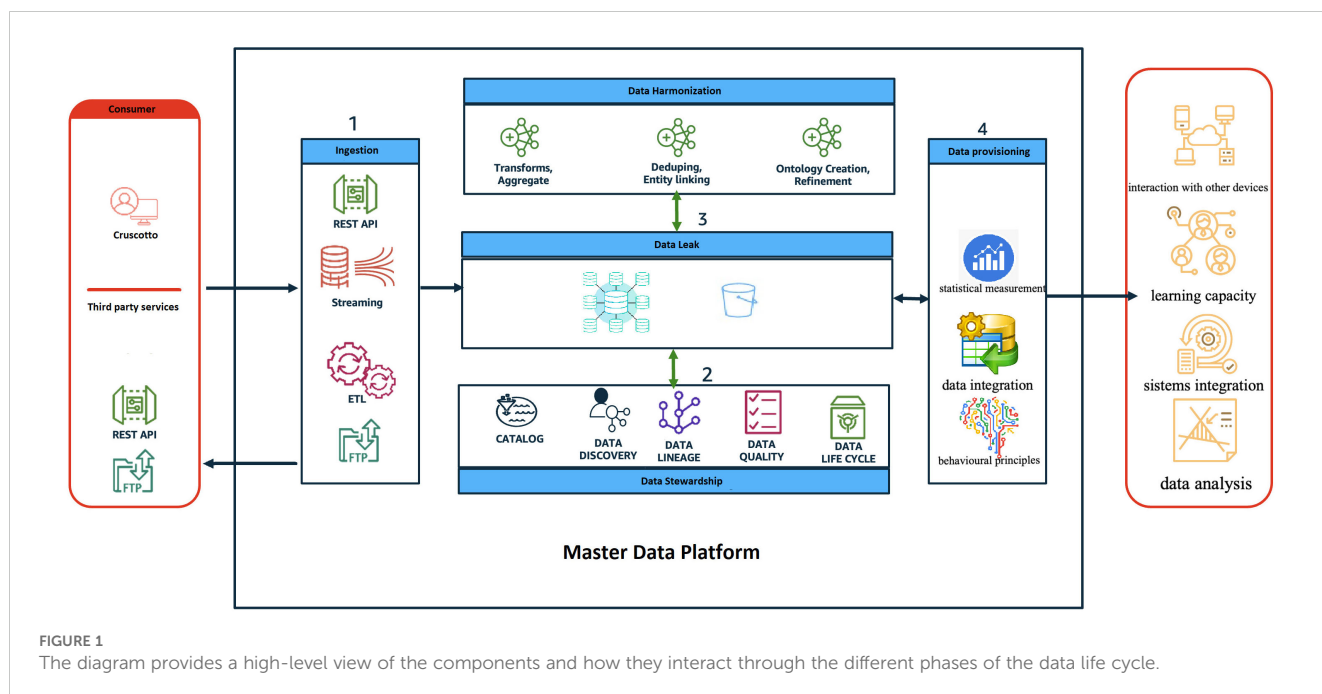 Consumer
Cruscotto
Third party services
REST API
FTP
1
Ingestion
REST API
Streaming
ETL
FTP
Data Harmonization
Transforms,
Aggregate
Deduping,
Entity linking
Ontology Creation,
Refinement
3
Data Leak
2
CATALOG
DATA
DISCOVERY
DATA
LINEAGE
DATA
QUALITY
DATA
LIFE CYCLE
Data Stewardship
4
Data provisioning
statistical measurement
data integration
behavioural principles
interaction with other devices
learning capacity
sistems integration
data analysis
Master Data Platform
FIGURE 1
The diagram provides a high-level view of the components and how they interact through the different phases of the data life cycle.